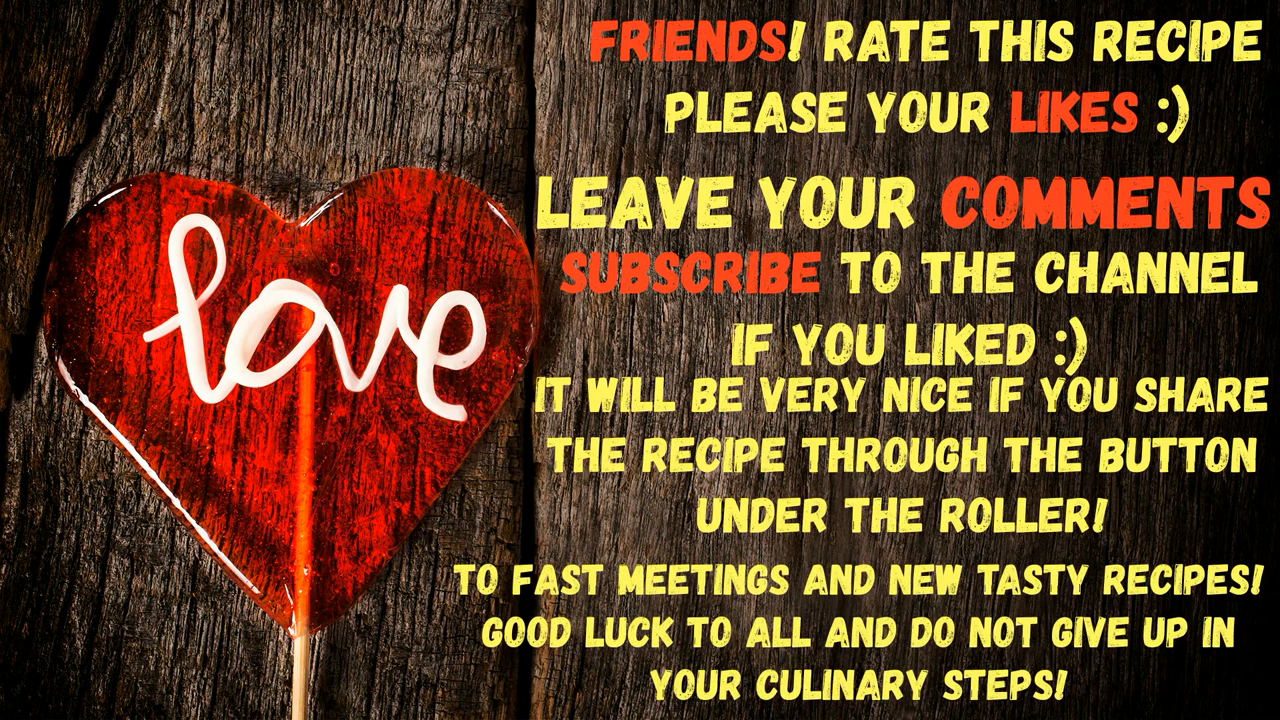 love
FRIENDS! RATE THIS RECIPE
PLEASE YOUR LIKES :)
LEAVE YOUR COMMENTS
SUBSCRIBE TO THE CHANNEL
IF YOU LIKED :)
IT WILL BE VERY NICE IF YOU SHARE
THE RECIPE THROUGH THE BUTTON
UNDER THE ROLLER!
TO FAST MEETINGS AND NEW TASTY RECIPES!
GOOD LUCK TO ALL AND DO NOT GIVE UP IN
YOUR CULINARY STEPS!